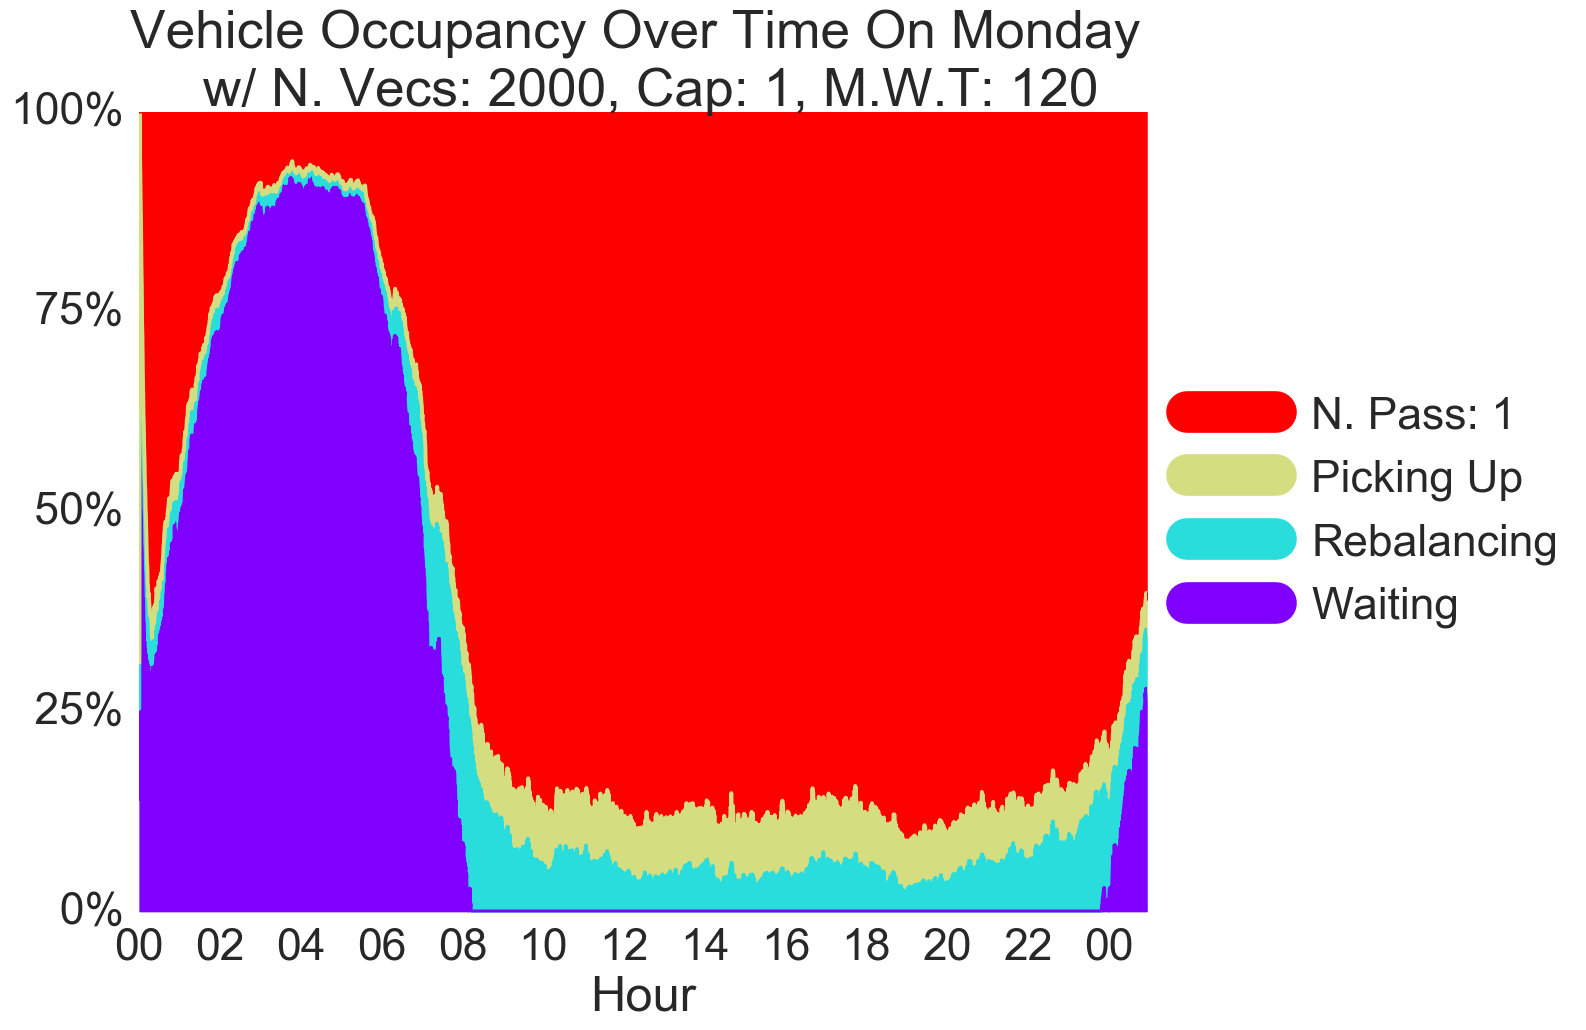 Vehicle Occupancy Over Time On Monday
w/ N. Vecs: 2000, Cap: 1, M.W.T: 120
100%
75%
50%
25%
0%
00 02 04 06 08 10 12 14 16 18 20 22 00
Hour
N. Pass: 1
Picking Up
Rebalancing
Waiting